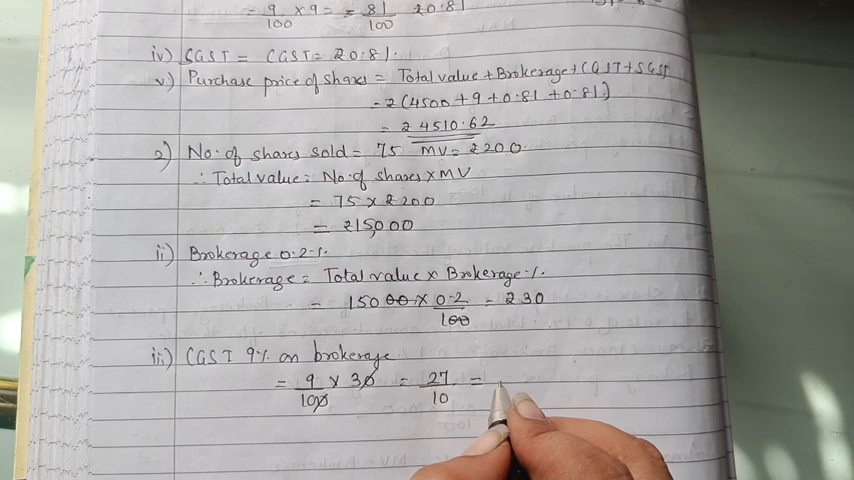 = 9/100 × 9 = = 81/100 ₹0.81
iv) SGST = CGST = ₹0.81.
v) Purchase price of shares = Total value + Brokerage + CGST + SGST
= ₹(4500 + 9 + 0.81 + 0.81)
= ₹4510.62
2) No. of shares sold = 75 MV = ₹200.
∴ Total value = No. of shares × MV
= 75 × ₹200
= ₹15,000
ii) Brokerage 0.2%.
∴ Brokerage = Total value × Brokerage %.
= 15000 × 0.2/100 = ₹30
iii) CGST 9% on brokerage
= 9/100 × 30 = 27/10 =